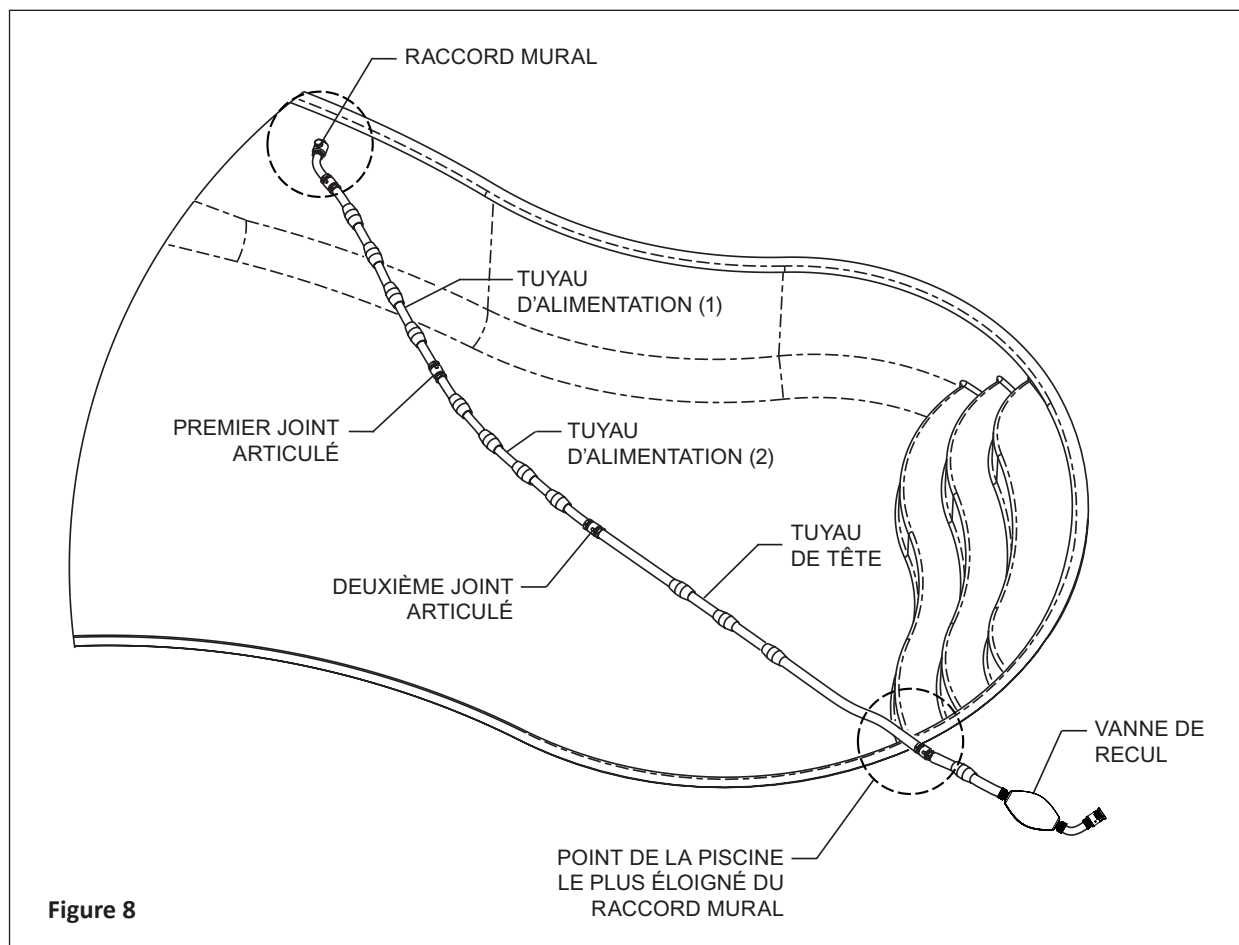 RACCORD MURAL
TUYAU
D'ALIMENTATION (1)
PREMIER JOINT
ARTICULÉ
TUYAU
D'ALIMENTATION (2)
TUYAU
DE TÊTE
DEUXIÈME JOINT
ARTICULÉ
VANNE DE
RECUL
POINT DE LA PISCINE
LE PLUS ÉLOIGNÉ DU
RACCORD MURAL
Figure 8